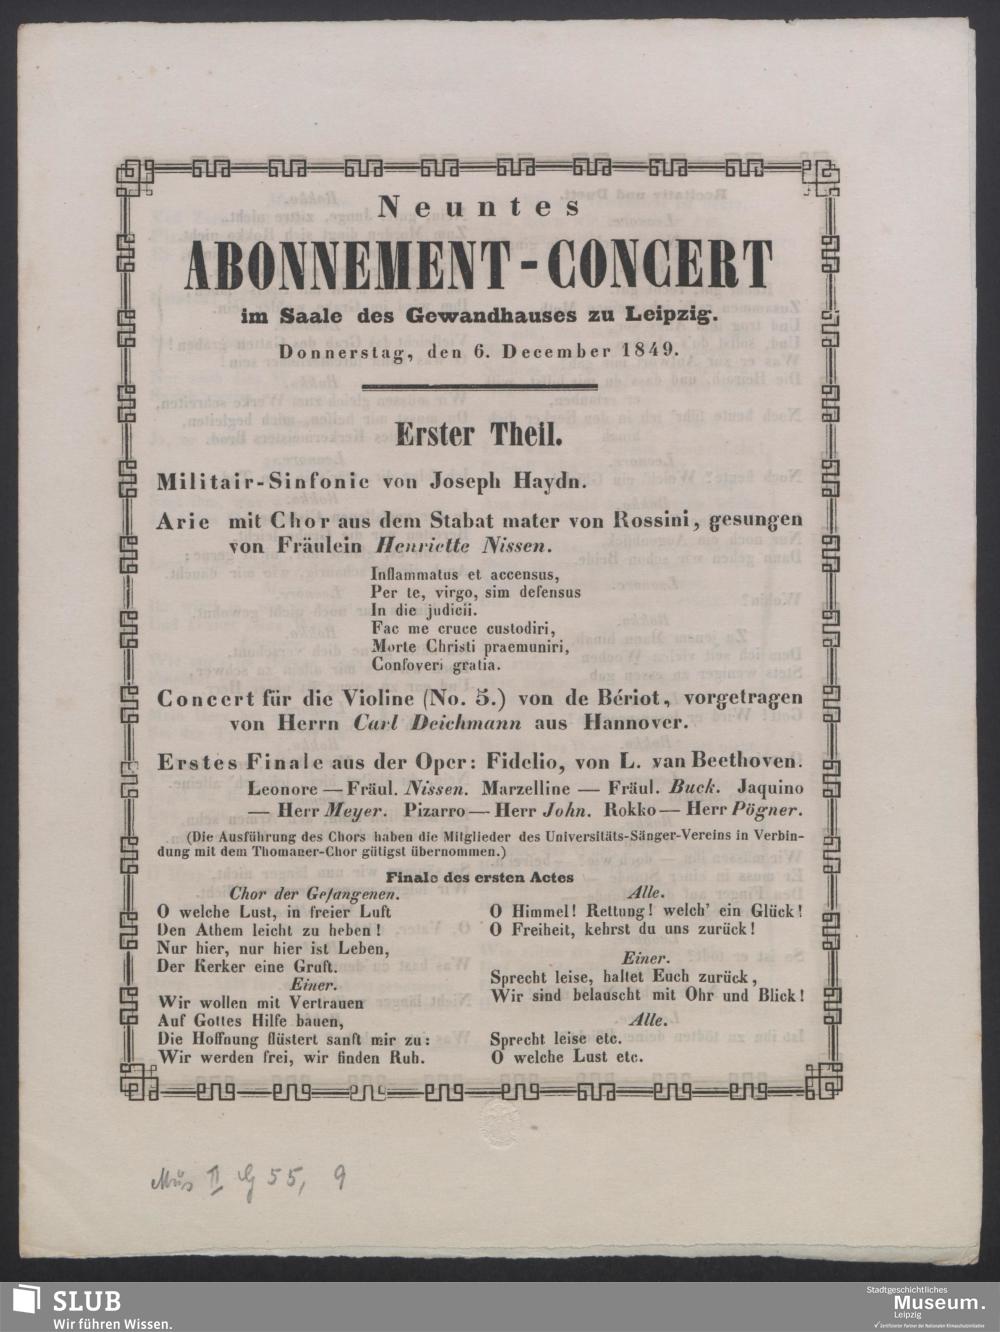 Neuntes
ABONNEMENT-CONCERT
im Saale des Gewandhauses zu Leipzig.
Donnerstag, den 6. December 1849.
Erster Theil.
Militair-Sinfonie von Joseph Haydn.
Arie mit Chor aus dem Stabat mater von Rossini, gesungen
von Fräulein Henriette Nissen.
Inflammatus et accensus,
Per te, virgo, sim defensus
In die judicii.
Fac me cruce custodiri,
Morte Christi praemuniri,
Confoveri gratia.
Concert für die Violine (No. 5.) von de Bériot, vorgetragen
von Herrn Carl Deichmann aus Hannover.
Erstes Finale aus der Oper: Fidelio, von L. van Beethoven.
Leonore — Fräul. Nissen. Marzelline — Fräul. Buck. Jaquino
— Herr Meyer. Pizarro — Herr John. Rokko — Herr Pögner.
(Die Ausführung des Chors haben die Mitglieder des Universitäts-Sänger-Vereins in Verbin-
dung mit dem Thomaner-Chor gütigst übernommen.)
Finale des ersten Actes
Chor der Gefangenen.
O welche Lust, in freier Luft
Den Athem leicht zu heben!
Nur hier, nur hier ist Leben,
Der Kerker eine Gruft.
Einer.
Wir wollen mit Vertrauen
Auf Gottes Hilfe bauen,
Die Hoffnung flüstert sanft mir zu:
Wir werden frei, wir finden Ruh.
Alle.
O Himmel! Rettung! welch' ein Glück!
O Freiheit, kehrst du uns zurück!
Einer.
Sprecht leise, haltet Euch zurück,
Wir sind belauscht mit Ohr und Blick!
Alle.
Sprecht leise etc.
O welche Lust etc.
Mus II 55, 9
SLUB
Wir führen Wissen.
Stadtgeschichtliches
Museum.
Leipzig
Zertifizierter Partner der Nationalen Klimaschutzinitiative